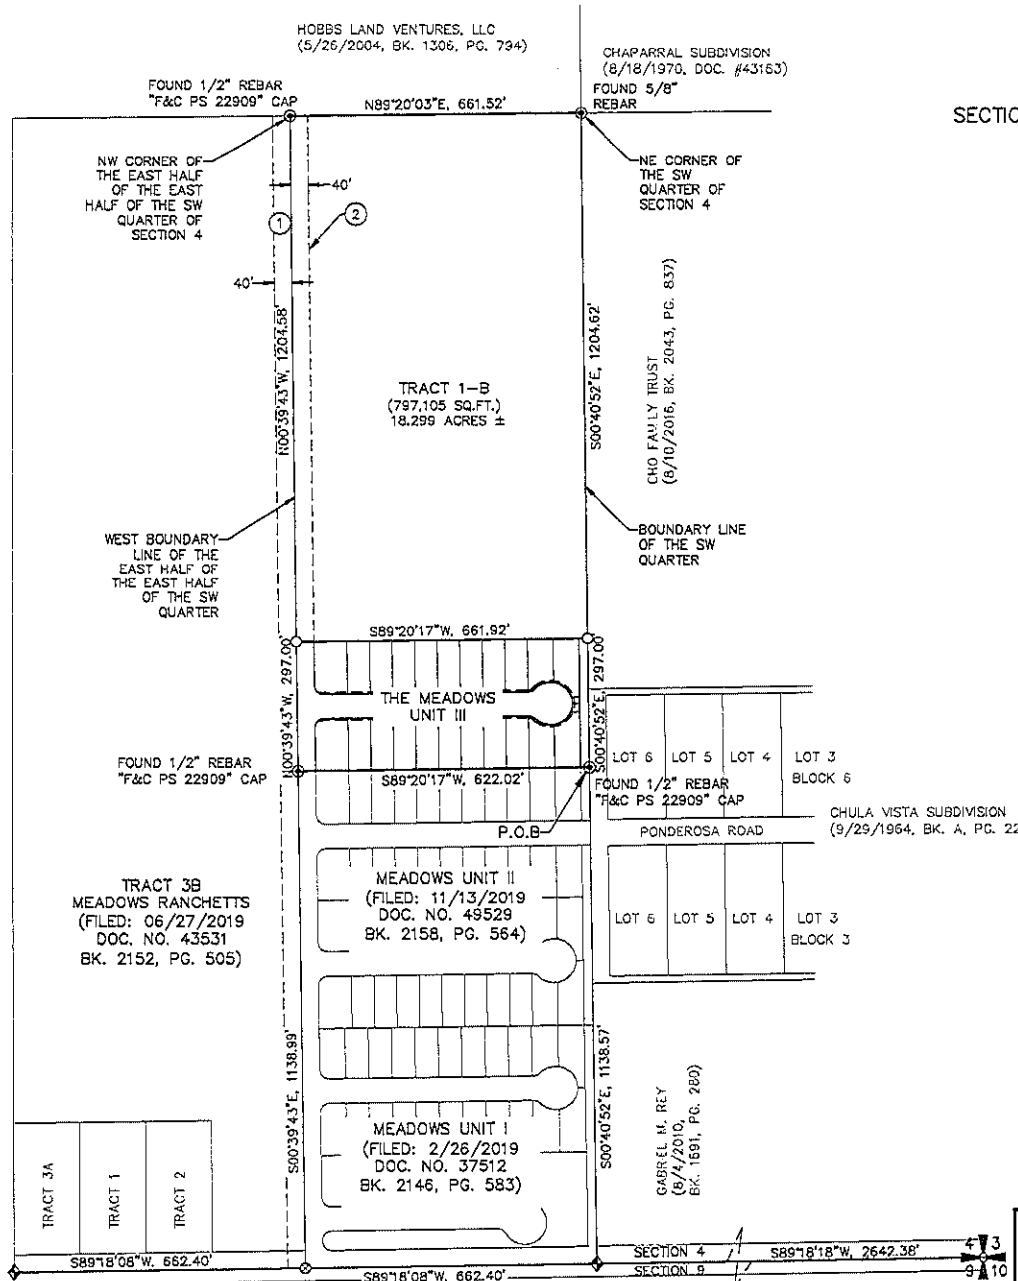 HOBBS LAND VENTURES, LLC
(5/26/2004, BK. 1306, PG. 794)
CHAPARRAL SUBDIVISION
(8/18/1970, DOC. #43163)
FOUND 1/2" REBAR
"F&C PS 22909" CAP
FOUND 5/8"
REBAR
N89°20'03"E, 661.52'
SECTIO
NW CORNER OF
THE EAST HALF
OF THE EAST
HALF OF THE SW
QUARTER OF
SECTION 4
NE CORNER OF
THE SW
QUARTER OF
SECTION 4
40'
1
2
40'
N00°39'43"W, 1204.58'
S00°40'52"E, 1204.62'
CHO FAMILY TRUST
(8/10/2016, BK. 2043, PG. 837)
TRACT 1-B
(797,105 SQ.FT.)
18.299 ACRES ±
WEST BOUNDARY
LINE OF THE
EAST HALF OF
THE EAST HALF
OF THE SW
QUARTER
BOUNDARY LINE
OF THE SW
QUARTER
S89°20'17"W, 661.92'
N00°39'43"W, 297.00'
S00°40'52"E, 297.00'
THE MEADOWS
UNIT III
FOUND 1/2" REBAR
"F&C PS 22909" CAP
S89°20'17"W, 622.02'
FOUND 1/2" REBAR
"F&C PS 22909" CAP
P.O.B
LOT 6
LOT 5
LOT 4
LOT 3
BLOCK 6
CHULA VISTA SUBDIVISION
(9/29/1964, BK. A, PG. 22
PONDEROSA ROAD
LOT 6
LOT 5
LOT 4
LOT 3
BLOCK 3
TRACT 3B
MEADOWS RANCHETTS
(FILED: 06/27/2019
DOC. NO. 43531
BK. 2152, PG. 505)
MEADOWS UNIT II
(FILED: 11/13/2019
DOC. NO. 49529
BK. 2158, PG. 564)
S00°39'43"E, 1138.99'
S00°40'52"E, 1138.57'
MEADOWS UNIT I
(FILED: 2/26/2019
DOC. NO. 37512
BK. 2146, PG. 583)
GABRIEL M. REY
(8/4/2010,
BK. 1691, PG. 280)
TRACT 3A
TRACT 1
TRACT 2
S89°18'08"W, 662.40'
S89°18'08"W, 662.40'
SECTION 4
SECTION 9
S89°18'18"W, 2642.38'
4 3
9 10